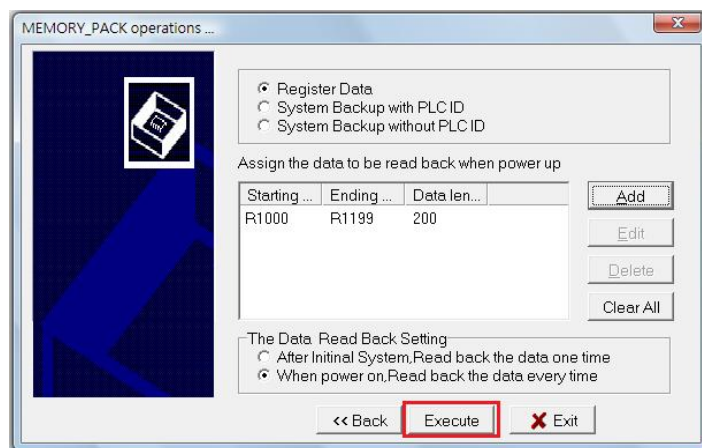 MEMORY_PACK operations ...
Register Data
System Backup with PLC ID
System Backup without PLC ID
Assign the data to be read back when power up
Starting ... Ending ... Data len...
R1000 R1199 200
Add
Edit
Delete
Clear All
The Data Read Back Setting
After Initinal System,Read back the data one time
When power on,Read back the data every time
<< Back Execute Exit